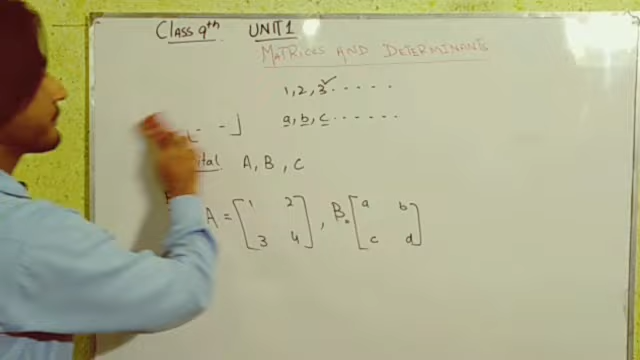 Class 9th UNIT 1
MATRICES AND DETERMINANTS
1, 2, 3 ✓ . . . . .
[- -] a, b, c . . . . . .
A, B, C
A = [1 2
3 4], B. [a b
c d]